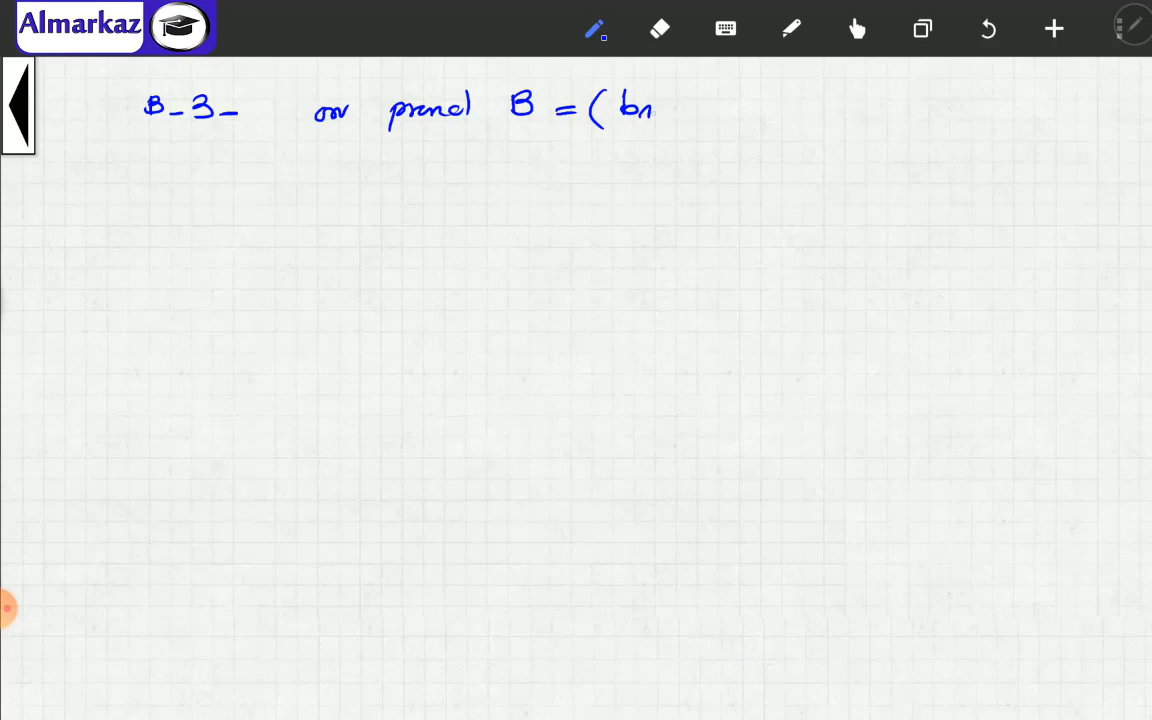 Almarkaz
B_3_ on prend B = ( bn